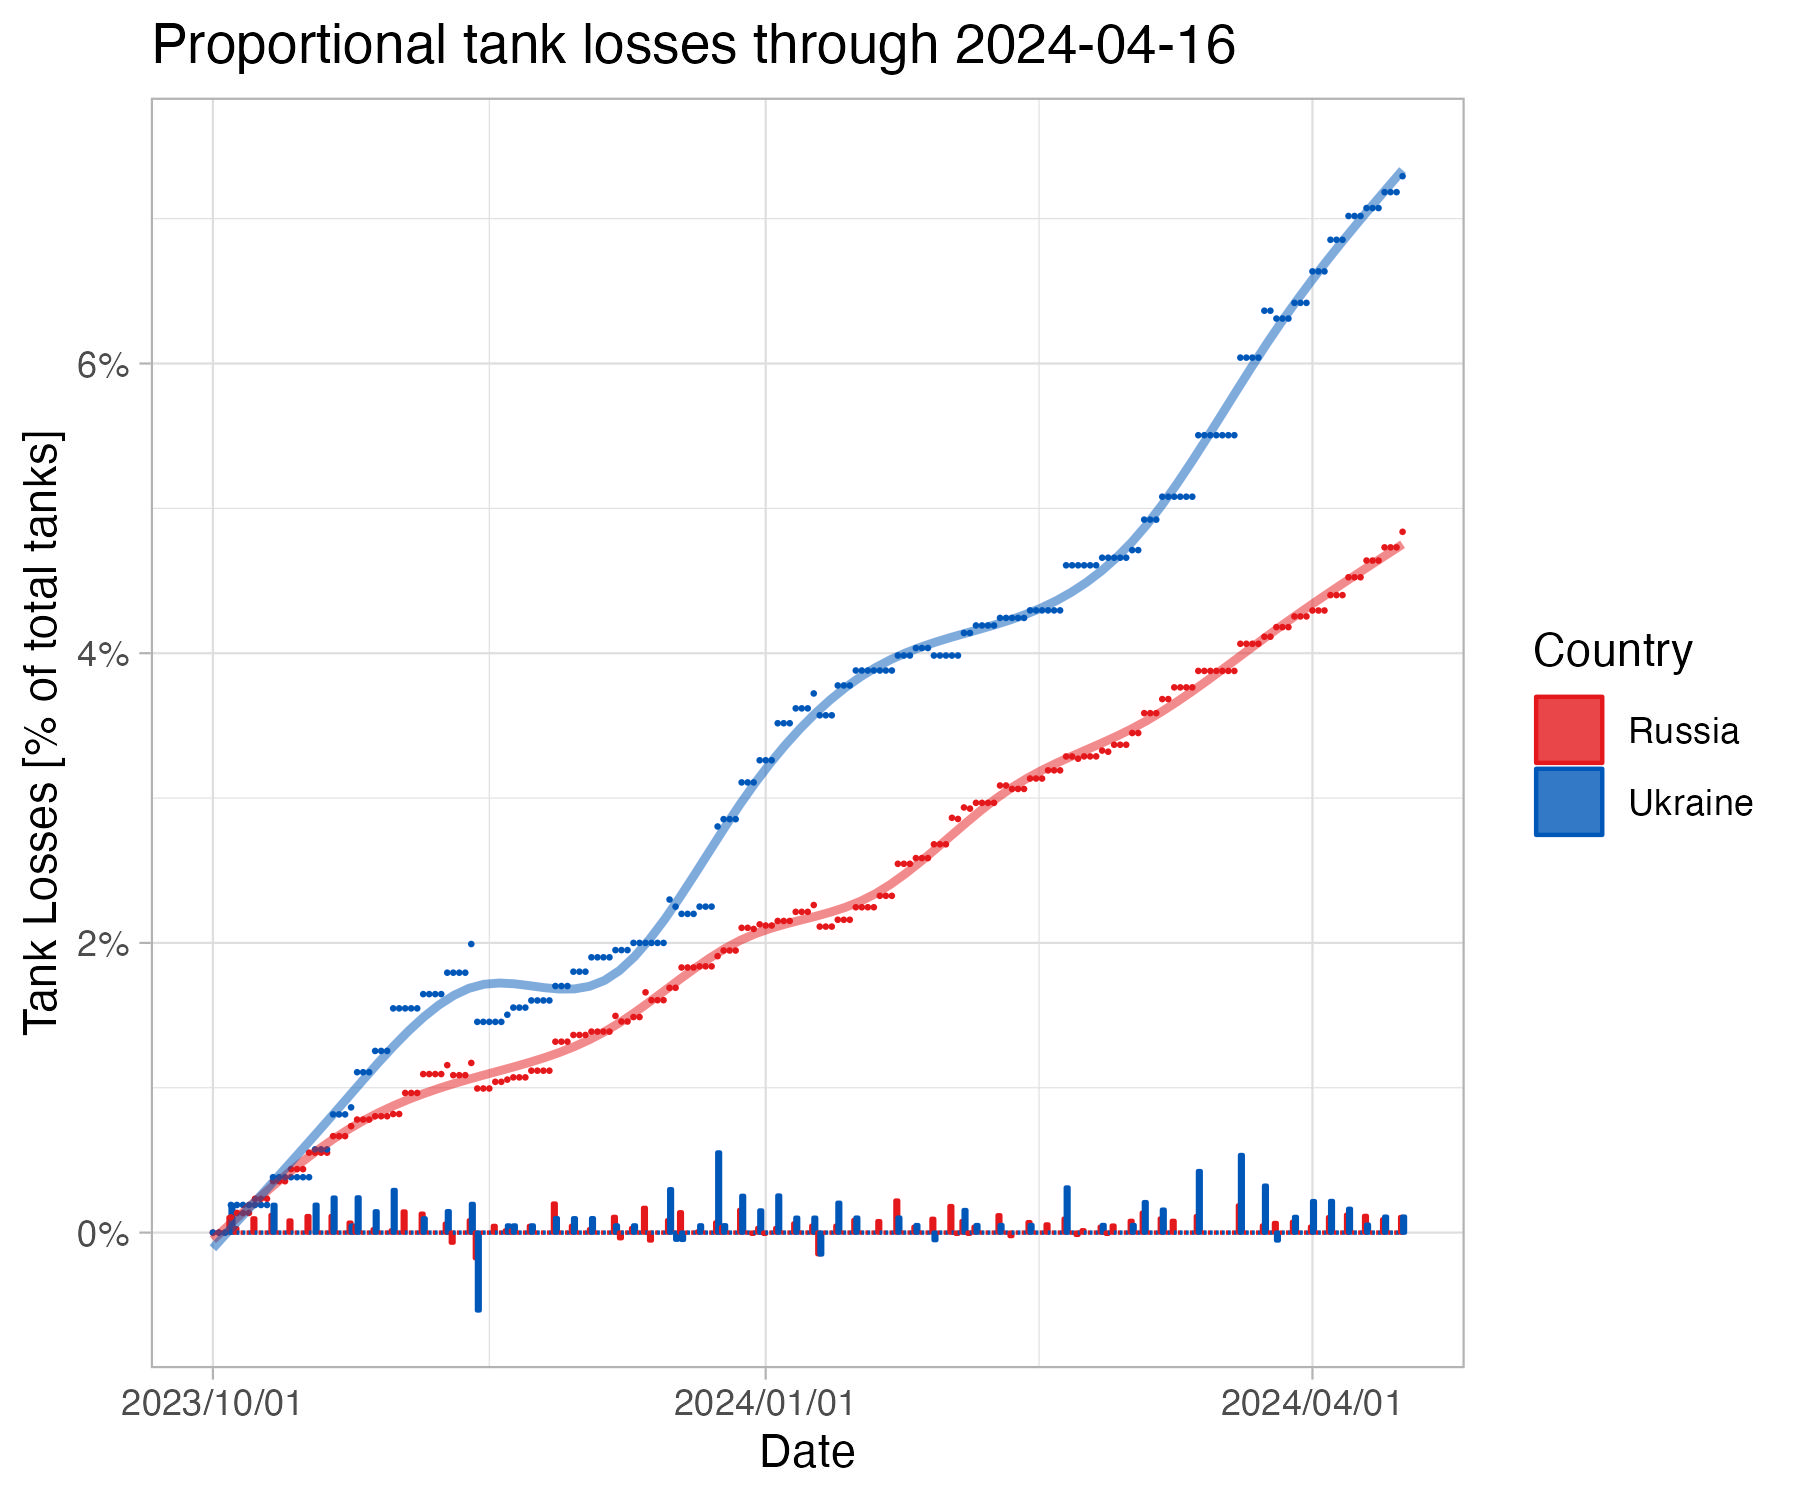 Proportional tank losses through 2024-04-16
Tank Losses [% of total tanks]
6%
4%
2%
0%
2023/10/01
2024/01/01
2024/04/01
Date
Country
Russia
Ukraine